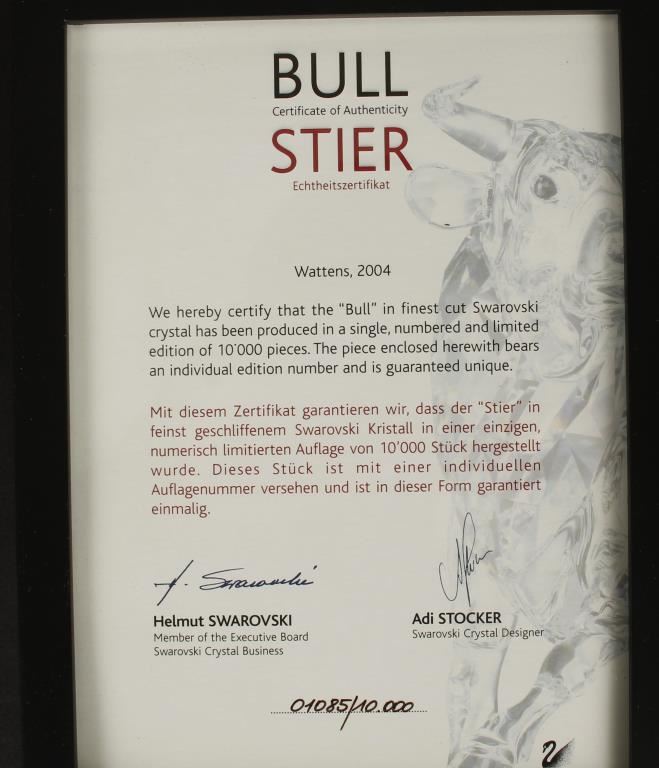 BULL
Certificate of Authenticity
STIER
Echtheitszertifikat
Wattens, 2004
We hereby certify that the “Bull” in finest cut Swarovski
crystal has been produced in a single, numbered and limited
edition of 10'000 pieces. The piece enclosed herewith bears
an individual edition number and is guaranteed unique.
Mit diesem Zertifikat garantieren wir, dass der “Stier” in
feinst geschliffenem Swarovski Kristall in einer einzigen,
numerisch limitierten Auflage von 10'000 Stück hergestellt
wurde. Dieses Stück ist mit einer individuellen
Auflagenummer versehen und ist in dieser Form garantiert
einmalig.
Helmut SWAROVSKI
Member of the Executive Board
Swarovski Crystal Business
Adi STOCKER
Swarovski Crystal Designer
01085/10.000